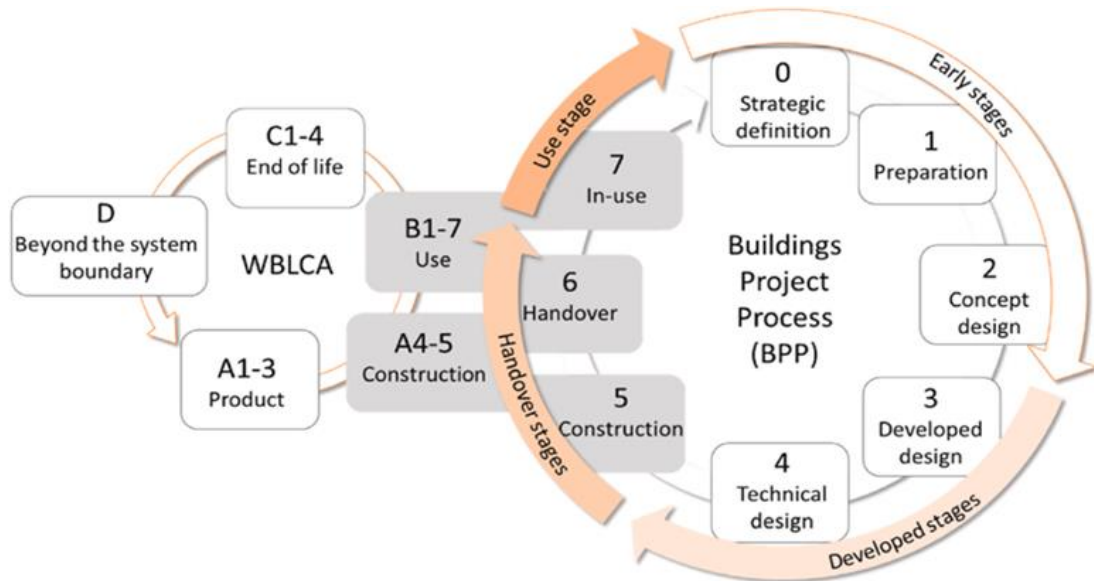 C1-4
End of life
D
Beyond the system
boundary
WBLCA
B1-7
Use
A1-3
Product
A4-5
Construction
Use stage
Handover stages
Early stages
Developed stages
0
Strategic
definition
1
Preparation
2
Concept
design
3
Developed
design
4
Technical
design
5
Construction
6
Handover
7
In-use
Buildings
Project
Process
(BPP)